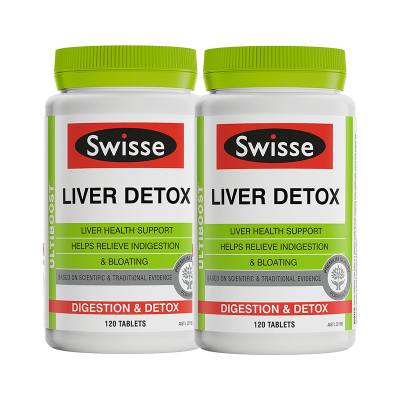 Swisse
ULTIBOOST
LIVER DETOX
LIVER HEALTH SUPPORT
HELPS RELIEVE INDIGESTION
& BLOATING
BASED ON SCIENTIFIC & TRADITIONAL EVIDENCE
DIGESTION & DETOX
120 TABLETS
Swisse
ULTIBOOST
LIVER DETOX
LIVER HEALTH SUPPORT
HELPS RELIEVE INDIGESTION
& BLOATING
BASED ON SCIENTIFIC & TRADITIONAL EVIDENCE
DIGESTION & DETOX
120 TABLETS